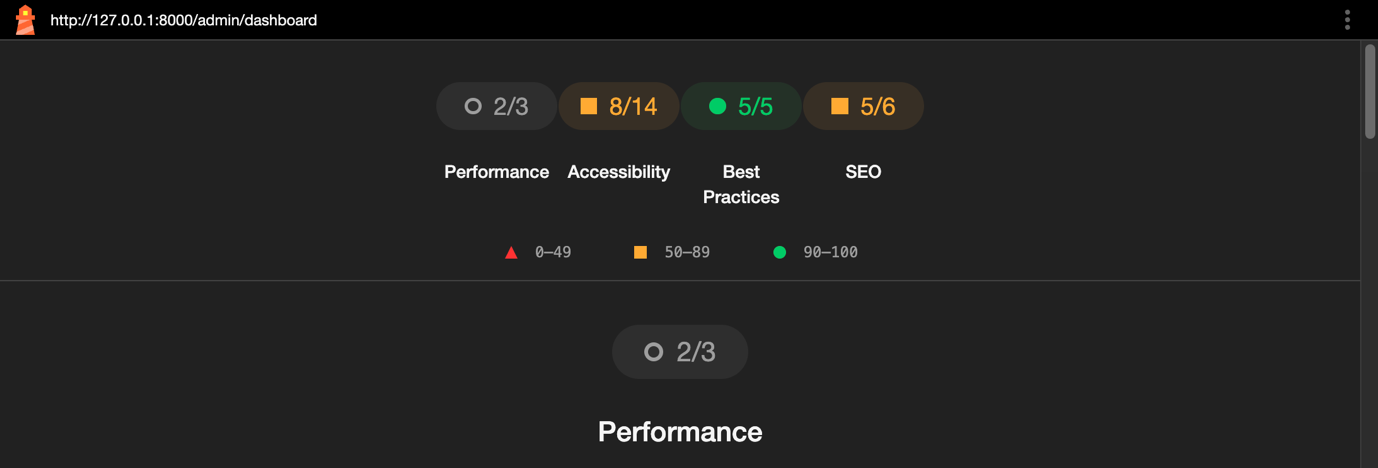 http://127.0.0.1:8000/admin/dashboard
2/3 8/14 5/5 5/6
Performance Accessibility Best Practices SEO
0–49 50–89 90–100
2/3
Performance